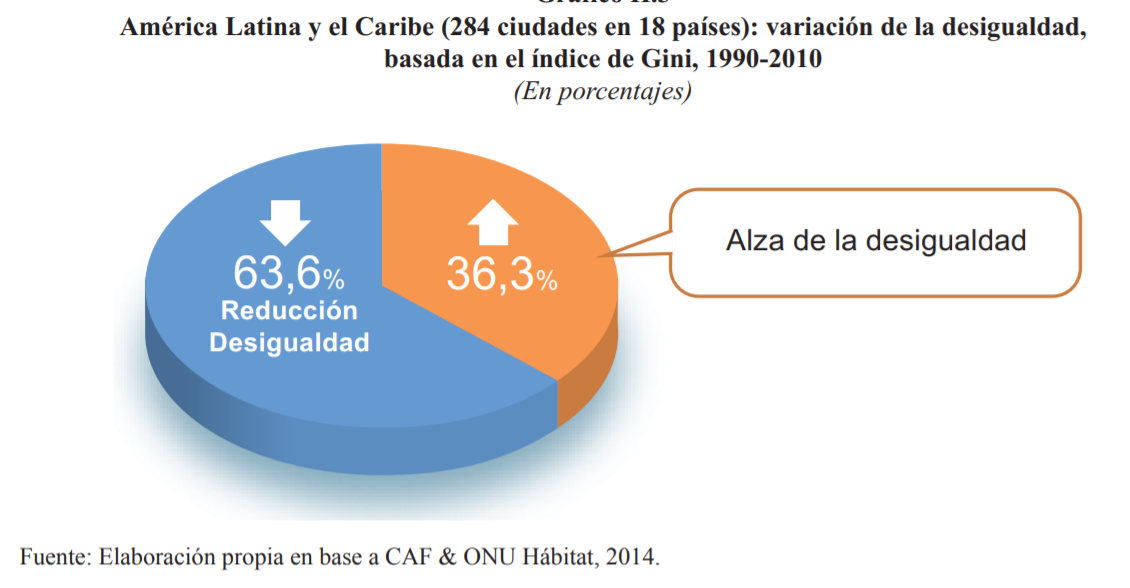 América Latina y el Caribe (284 ciudades en 18 países): variación de la desigualdad,
basada en el índice de Gini, 1990-2010
(En porcentajes)
63,6%
Reducción
Desigualdad
36,3%
Alza de la desigualdad
Fuente: Elaboración propia en base a CAF & ONU Hábitat, 2014.